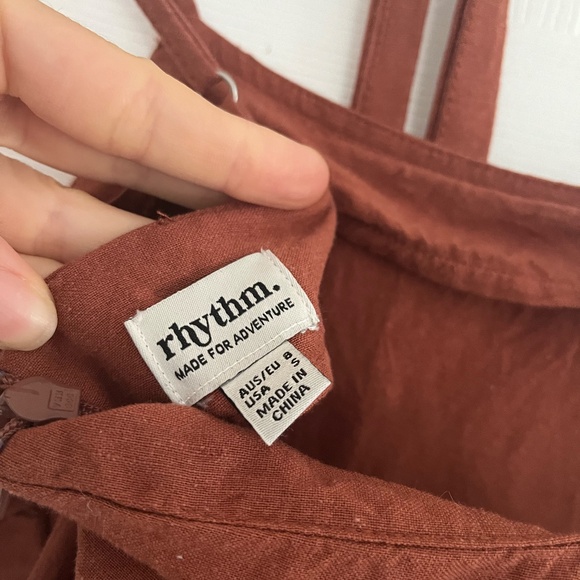 rhythm.
MADE FOR ADVENTURE
AUS/EU 8
USA S
MADE IN
CHINA